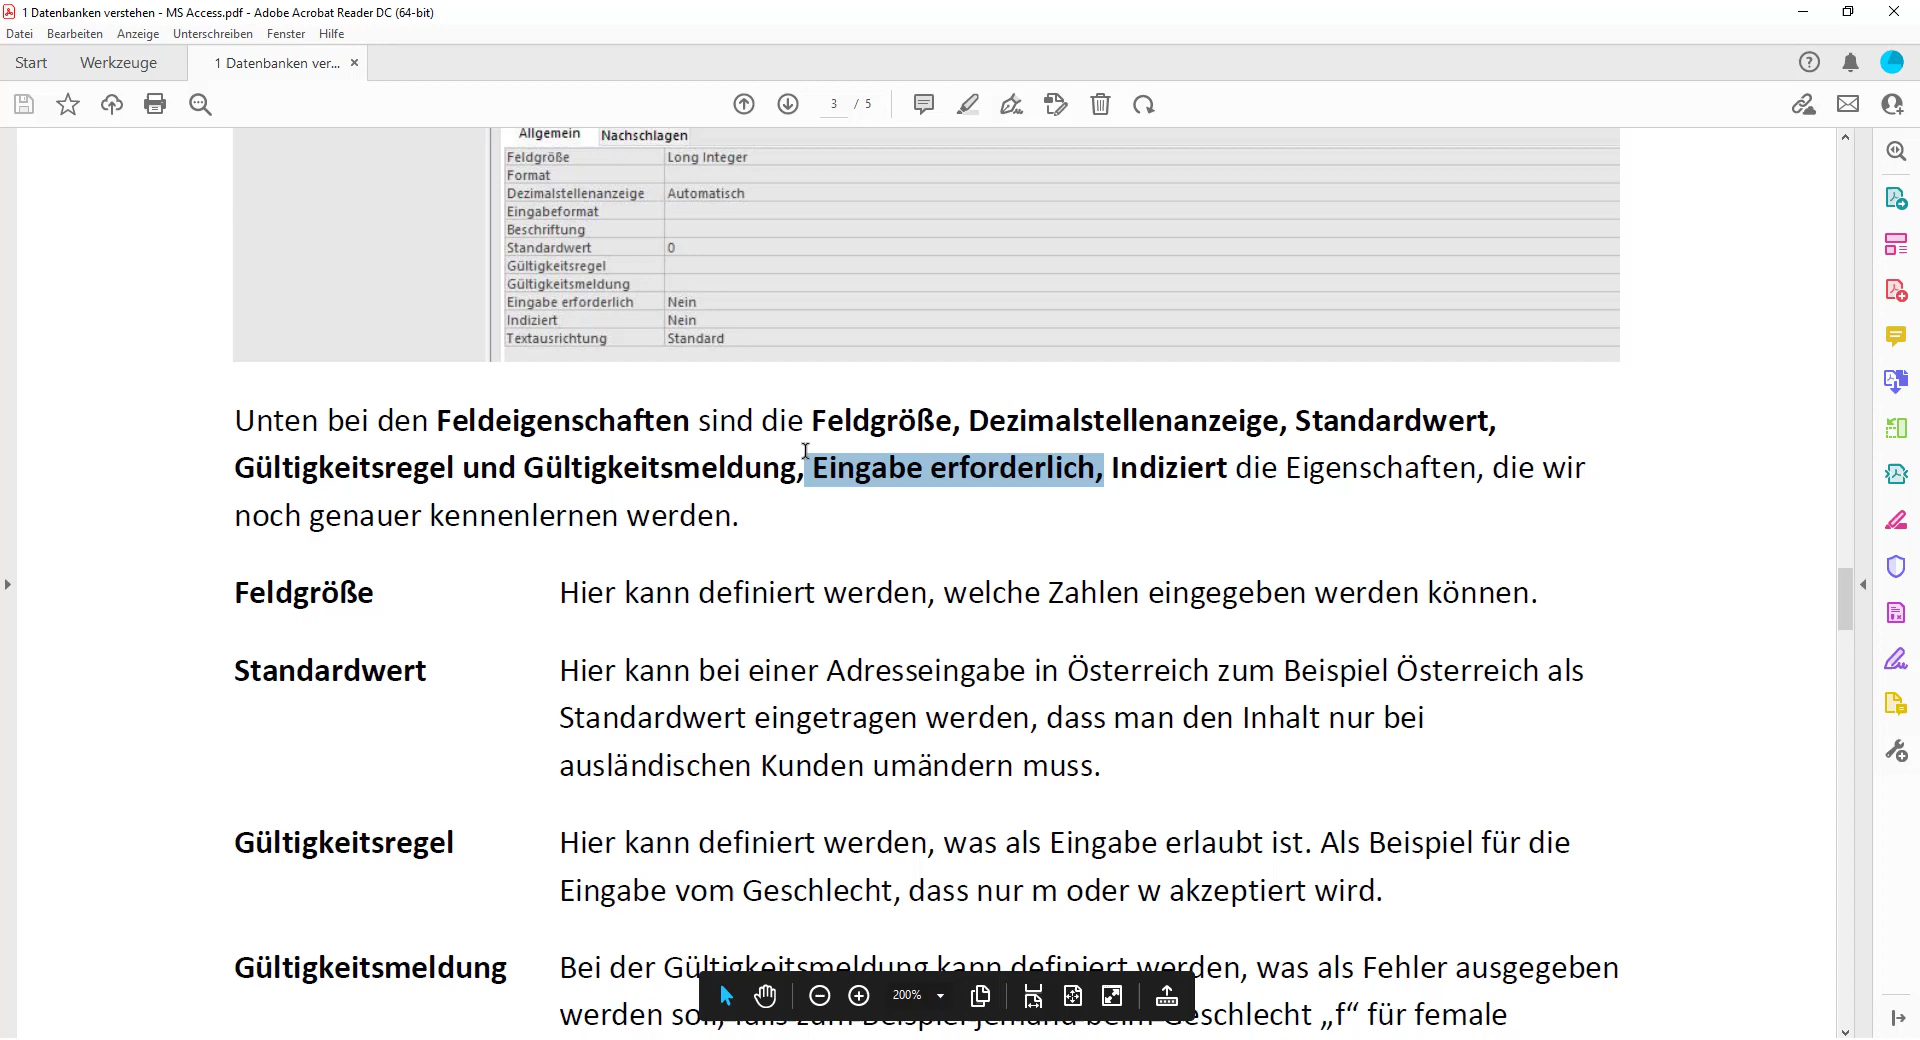 1 Datenbanken verstehen - MS Access.pdf - Adobe Acrobat Reader DC (64-bit)
Datei Bearbeiten Anzeige Unterschreiben Fenster Hilfe
Start Werkzeuge 1 Datenbanken ver... ×
3 / 5
Allgemein Nachschlagen
Feldgröße Long Integer
Format
Dezimalstellenanzeige Automatisch
Eingabeformat
Beschriftung
Standardwert 0
Gültigkeitsregel
Gültigkeitsmeldung
Eingabe erforderlich Nein
Indiziert Nein
Textausrichtung Standard
Unten bei den Feldeigenschaften sind die Feldgröße, Dezimalstellenanzeige, Standardwert,
Gültigkeitsregel und Gültigkeitsmeldung, Eingabe erforderlich, Indiziert die Eigenschaften, die wir
noch genauer kennenlernen werden.
Feldgröße Hier kann definiert werden, welche Zahlen eingegeben werden können.
Standardwert Hier kann bei einer Adresseingabe in Österreich zum Beispiel Österreich als
Standardwert eingetragen werden, dass man den Inhalt nur bei
ausländischen Kunden umändern muss.
Gültigkeitsregel Hier kann definiert werden, was als Eingabe erlaubt ist. Als Beispiel für die
Eingabe vom Geschlecht, dass nur m oder w akzeptiert wird.
Gültigkeitsmeldung Bei der Gültigkeitsmeldung kann definiert werden, was als Fehler ausgegeben
200%
werden soll, falls zum Beispiel jemand beim Geschlecht „f“ für female